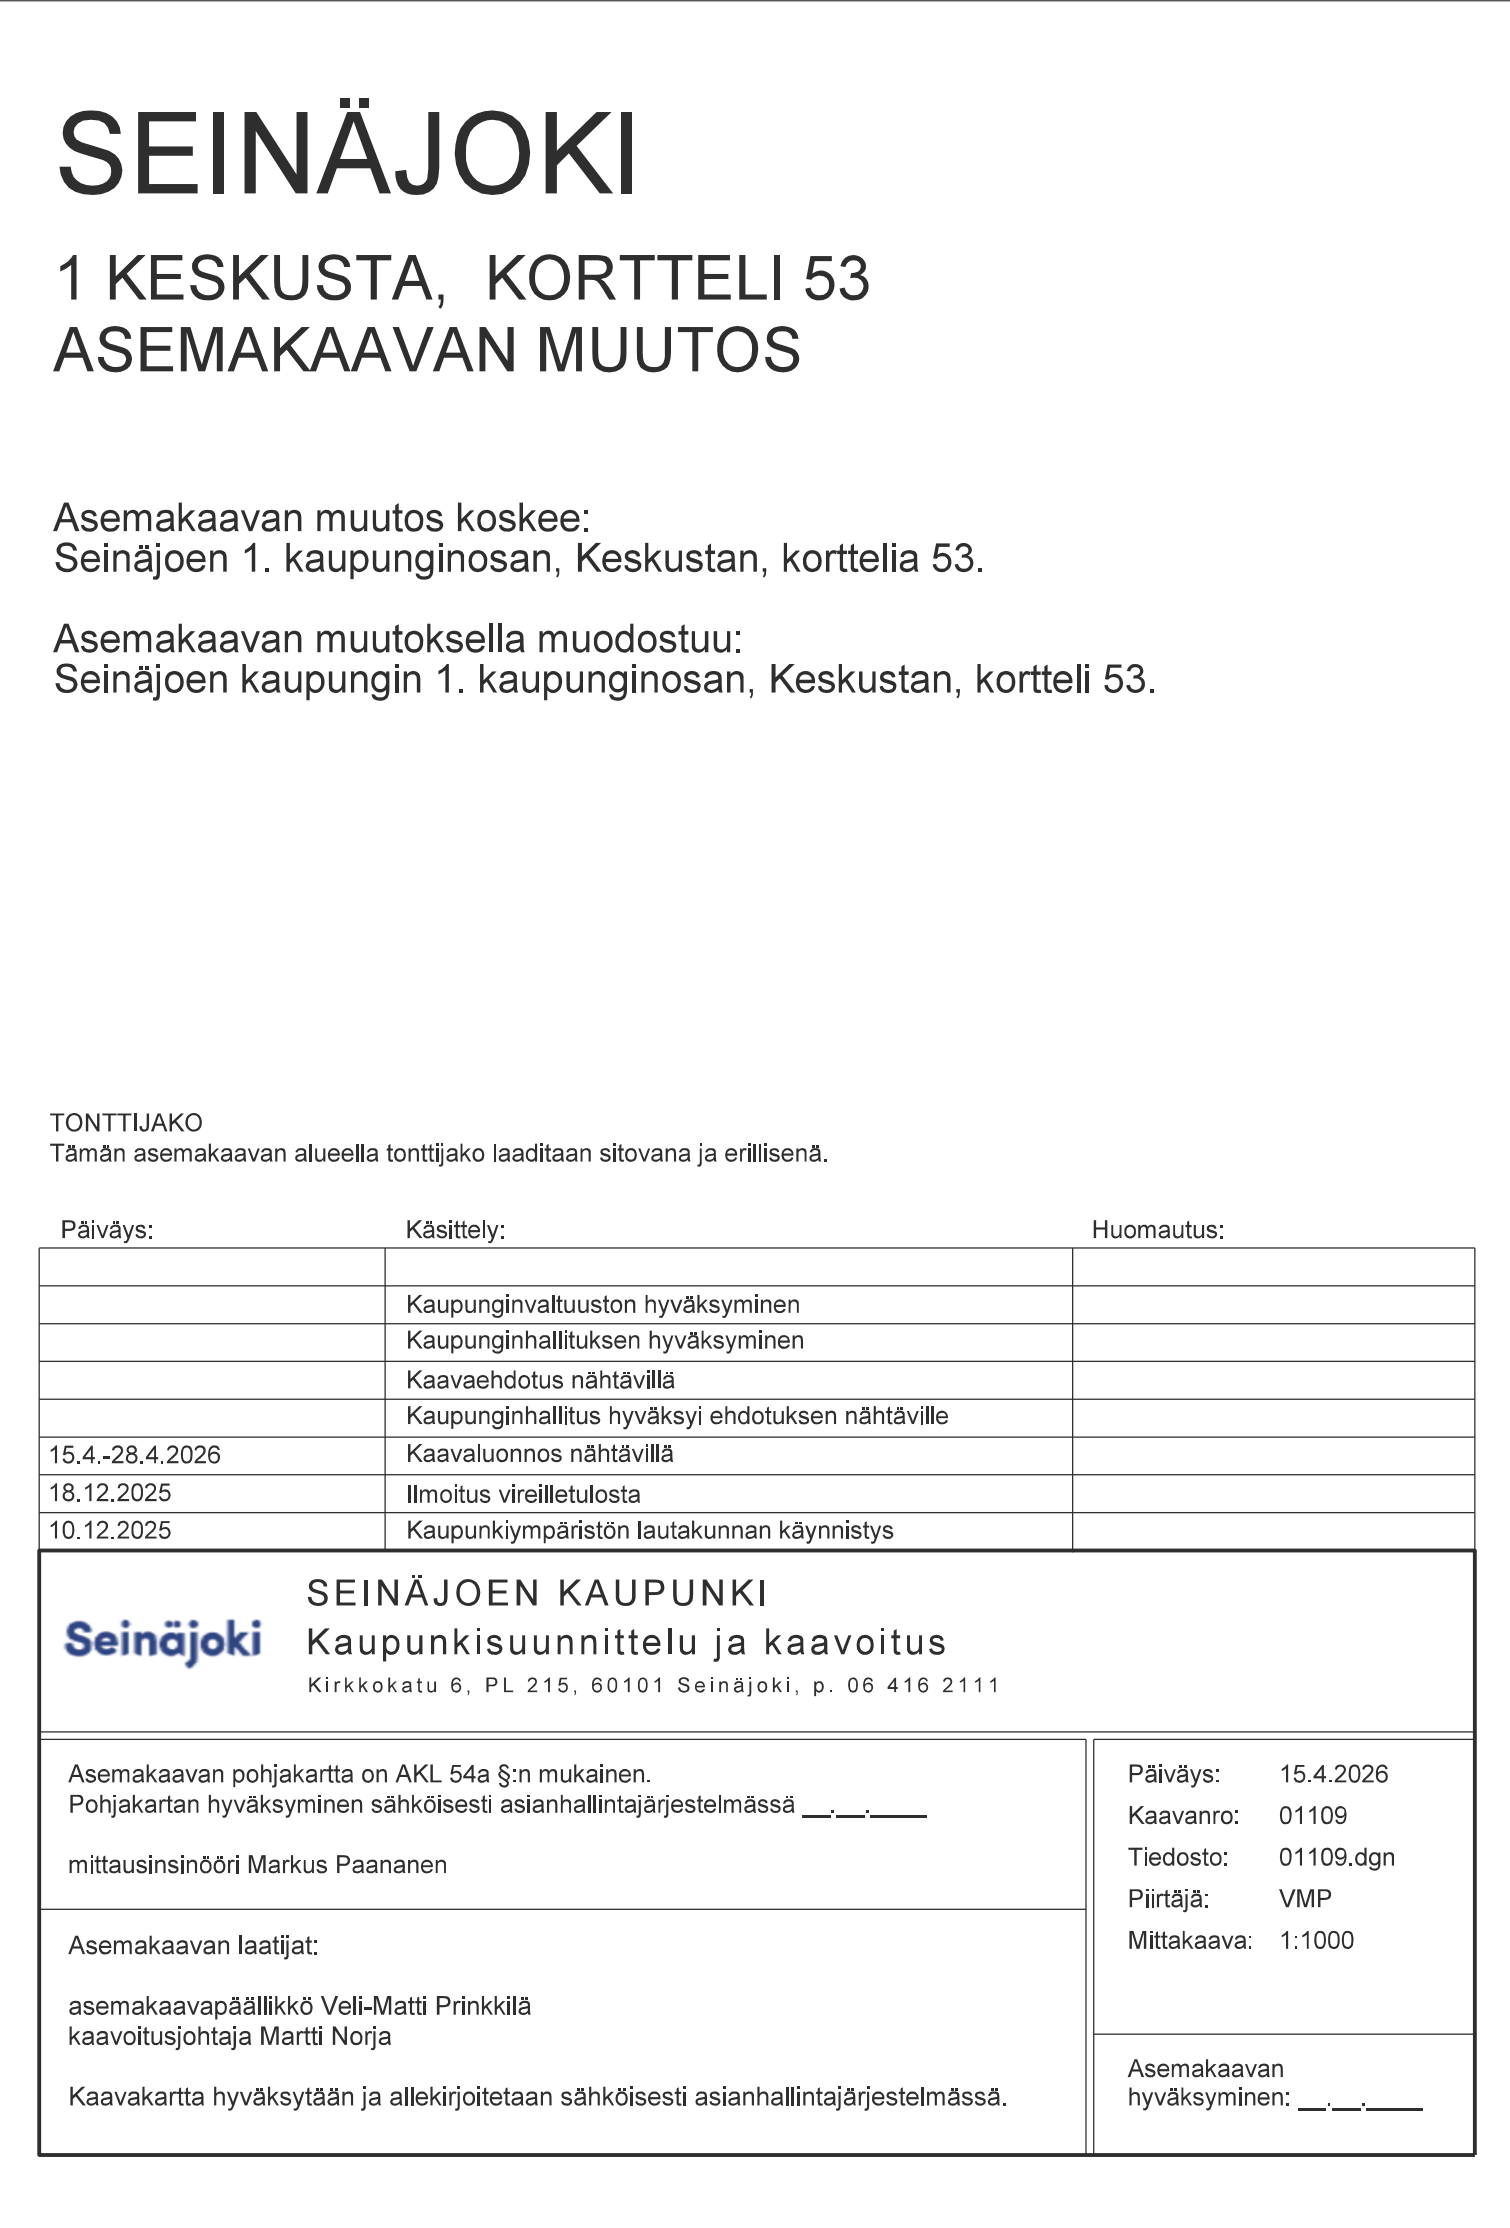 SEINÄJOKI
1 KESKUSTA, KORTTELI 53
ASEMAKAAVAN MUUTOS
Asemakaavan muutos koskee:
Seinäjoen 1. kaupunginosan, Keskustan, korttelia 53.
Asemakaavan muutoksella muodostuu:
Seinäjoen kaupungin 1. kaupunginosan, Keskustan, kortteli 53.
TONTTIJAKO
Tämän asemakaavan alueella tonttijako laaditaan sitovana ja erillisenä.
Päiväys: Käsittely: Huomautus:
Kaupunginvaltuuston hyväksyminen
Kaupunginhallituksen hyväksyminen
Kaavaehdotus nähtävillä
Kaupunginhallitus hyväksyi ehdotuksen nähtäville
15.4.-28.4.2026 Kaavaluonnos nähtävillä
18.12.2025 Ilmoitus vireilletulosta
10.12.2025 Kaupunkiympäristön lautakunnan käynnistys
Seinäjoki
SEINÄJOEN KAUPUNKI
Kaupunkisuunnittelu ja kaavoitus
Kirkkokatu 6, PL 215, 60101 Seinäjoki, p. 06 416 2111
Asemakaavan pohjakartta on AKL 54a §:n mukainen.
Pohjakartan hyväksyminen sähköisesti asianhallintajärjestelmässä __.__.____
mittausinsinööri Markus Paananen
Asemakaavan laatijat:
asemakaavapäällikkö Veli-Matti Prinkkilä
kaavoitusjohtaja Martti Norja
Kaavakartta hyväksytään ja allekirjoitetaan sähköisesti asianhallintajärjestelmässä.
Päiväys: 15.4.2026
Kaavanro: 01109
Tiedosto: 01109.dgn
Piirtäjä: VMP
Mittakaava: 1:1000
Asemakaavan
hyväksyminen: __.__.____